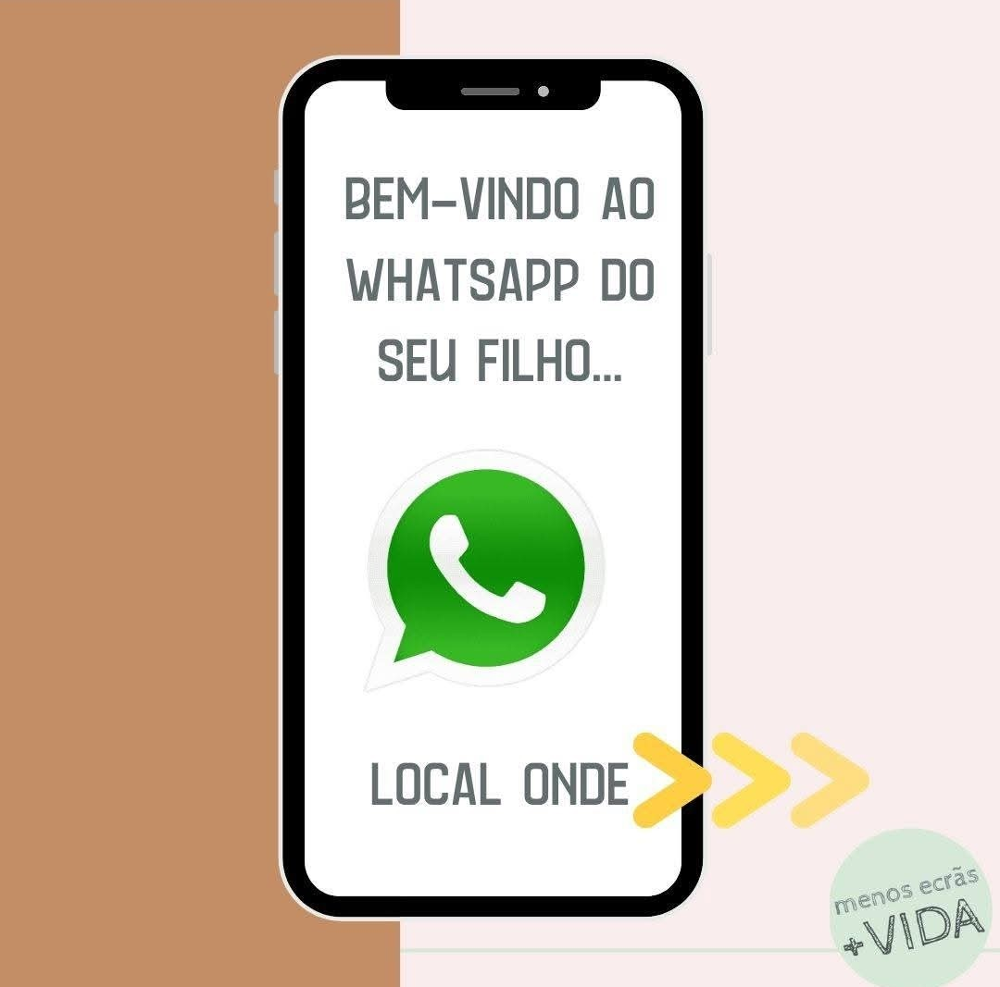 BEM-VINDO AO
WHATSAPP DO
SEU FILHO...
LOCAL ONDE
menos ecrãs
+VIDA